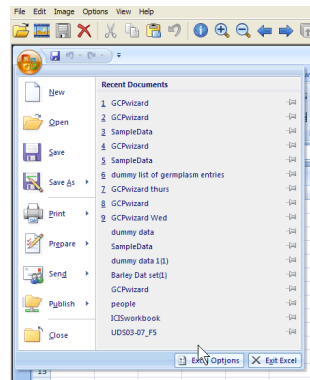 File Edit Image Options View Help
New
Open
Save
Save As
Print
Prepare
Send
Publish
Close
Recent Documents
1 GCPwizard
2 GCPwizard
3 SampleData
4 GCPwizard
5 SampleData
6 dummy list of germplasm entries
7 GCPwizard thurs
8 GCPwizard
9 GCPwizard Wed
dummy data
SampleData
dummy data 1(1)
Barley Dat set(1)
GCPwizard
people
ICISworkbook
UDS03-07_F5
Excel Options Exit Excel
15